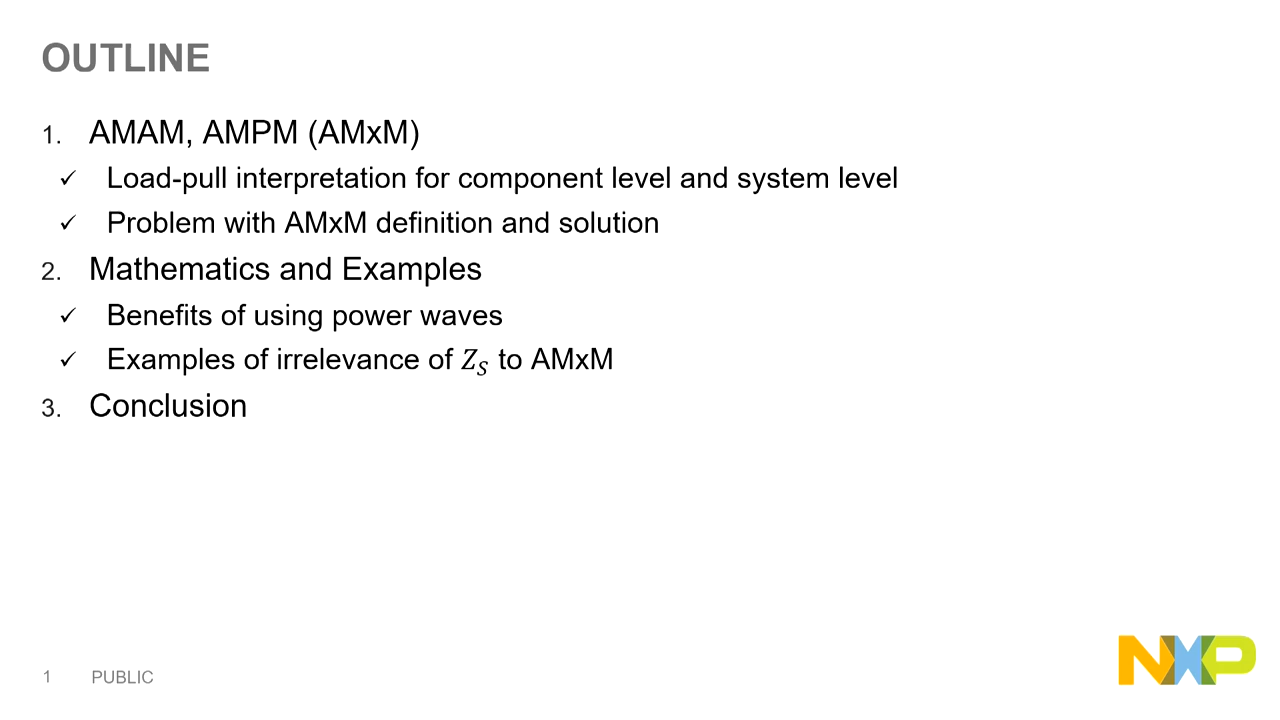 OUTLINE
1. AMAM, AMPM (AMxM)
✓ Load-pull interpretation for component level and system level
✓ Problem with AMxM definition and solution
2. Mathematics and Examples
✓ Benefits of using power waves
✓ Examples of irrelevance of Z_S to AMxM
3. Conclusion
1 PUBLIC
NXP